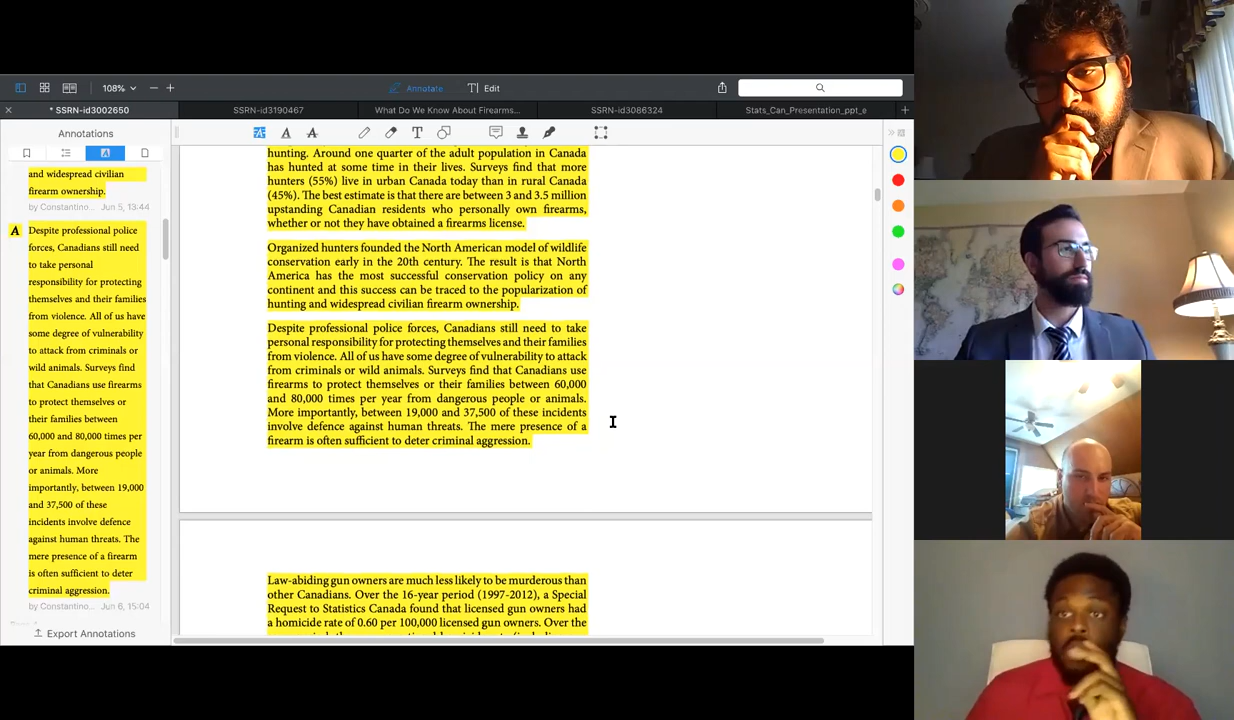 108%
Annotate
Edit
* SSRN-id3002650
SSRN-id3190467
What Do We Know About Firearms...
SSRN-id3086324
Stats_Can_Presentation_ppt_e
Annotations
and widespread civilian
firearm ownership.
by Constantino... Jun 5, 13:44
Despite professional police
forces, Canadians still need
to take personal
responsibility for protecting
themselves and their families
from violence. All of us have
some degree of vulnerability
to attack from criminals or
wild animals. Surveys find
that Canadians use firearms
to protect themselves or
their families between
60,000 and 80,000 times per
year from dangerous people
or animals. More
importantly, between 19,000
and 37,500 of these
incidents involve defence
against human threats. The
mere presence of a firearm
is often sufficient to deter
criminal aggression.
by Constantino... Jun 6, 15:04
Export Annotations
hunting. Around one quarter of the adult population in Canada
has hunted at some time in their lives. Surveys find that more
hunters (55%) live in urban Canada today than in rural Canada
(45%). The best estimate is that there are between 3 and 3.5 million
upstanding Canadian residents who personally own firearms,
whether or not they have obtained a firearms license.
Organized hunters founded the North American model of wildlife
conservation early in the 20th century. The result is that North
America has the most successful conservation policy on any
continent and this success can be traced to the popularization of
hunting and widespread civilian firearm ownership.
Despite professional police forces, Canadians still need to take
personal responsibility for protecting themselves and their families
from violence. All of us have some degree of vulnerability to attack
from criminals or wild animals. Surveys find that Canadians use
firearms to protect themselves or their families between 60,000
and 80,000 times per year from dangerous people or animals.
More importantly, between 19,000 and 37,500 of these incidents
involve defence against human threats. The mere presence of a
firearm is often sufficient to deter criminal aggression.
Law-abiding gun owners are much less likely to be murderous than
other Canadians. Over the 16-year period (1997-2012), a Special
Request to Statistics Canada found that licensed gun owners had
a homicide rate of 0.60 per 100,000 licensed gun owners. Over the